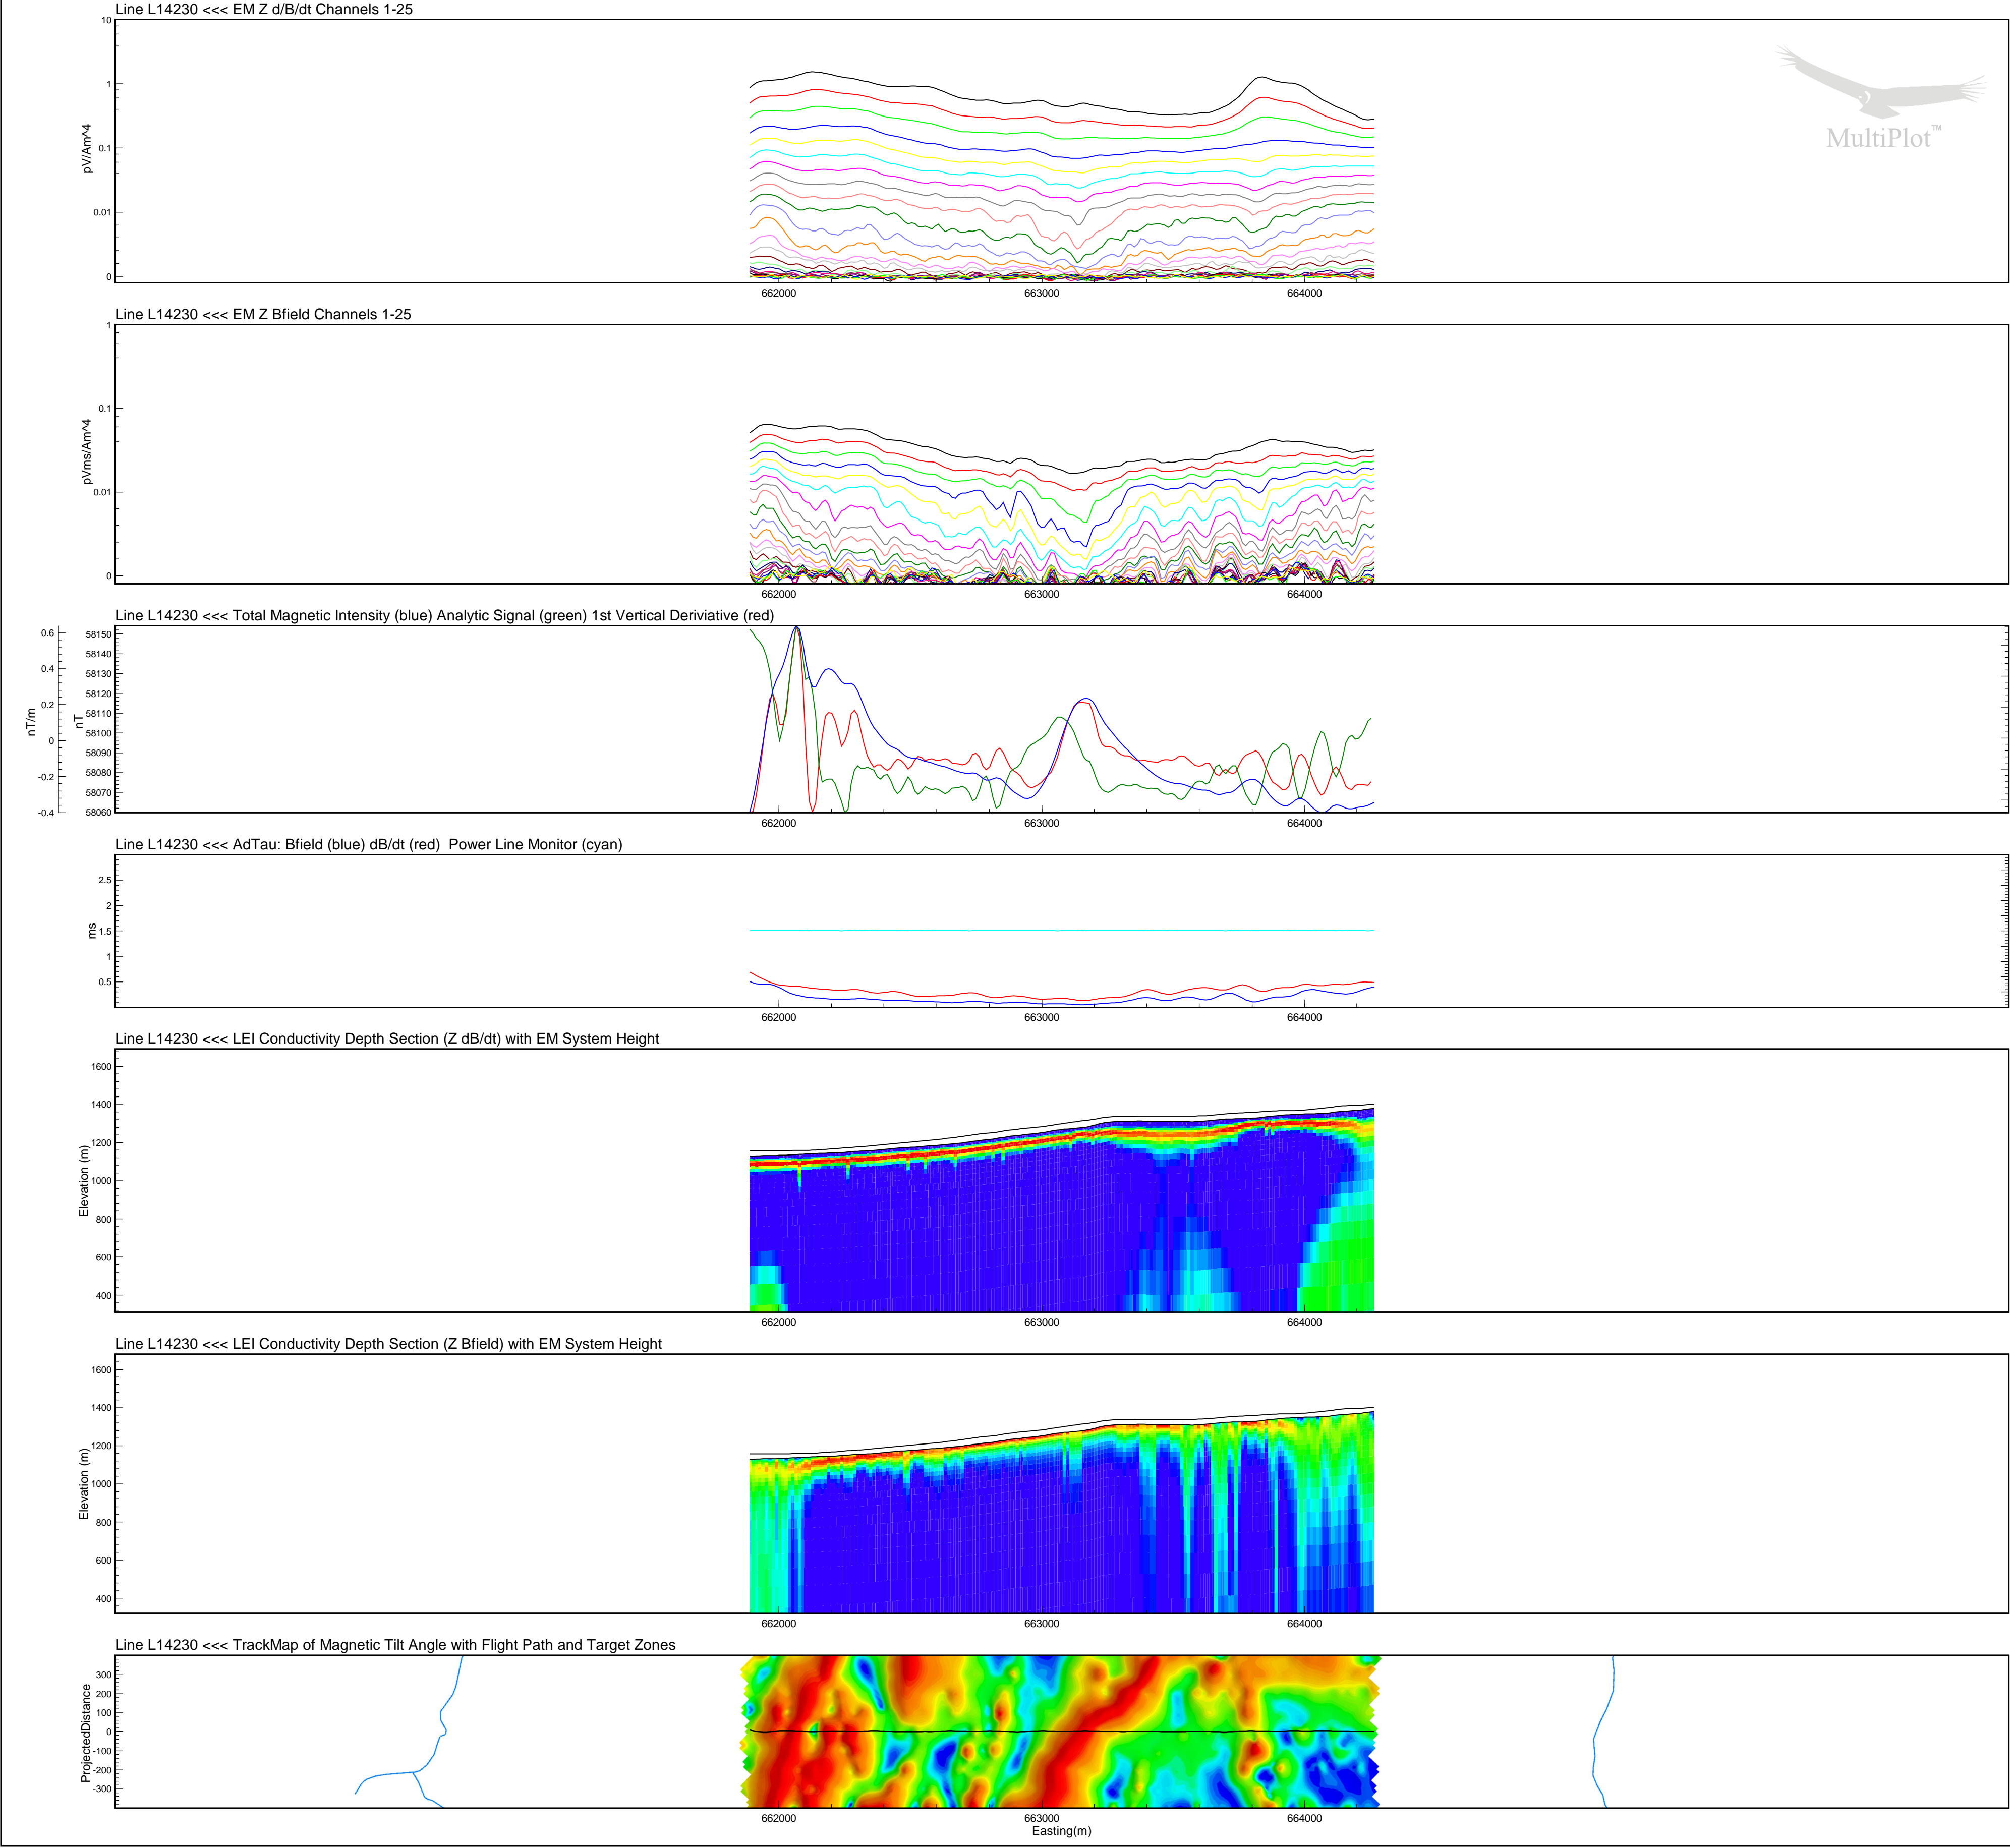 Line L14230 <<< EM Z d/B/dt Channels 1-25
10
1
0.1
0.01
0
pV/Am^4
662000 663000 664000
MultiPlot™
Line L14230 <<< EM Z Bfield Channels 1-25
1
0.1
0.01
0
pVms/Am^4
662000 663000 664000
Line L14230 <<< Total Magnetic Intensity (blue) Analytic Signal (green) 1st Vertical Deriviative (red)
0.6
0.4
0.2
0
-0.2
-0.4
nT/m
58150
58140
58130
58120
58110
58100
58090
58080
58070
58060
nT
662000 663000 664000
Line L14230 <<< AdTau: Bfield (blue) dB/dt (red)  Power Line Monitor (cyan)
2.5
2
1.5
1
0.5
ms
662000 663000 664000
Line L14230 <<< LEI Conductivity Depth Section (Z dB/dt) with EM System Height
1600
1400
1200
1000
800
600
400
Elevation (m)
662000 663000 664000
Line L14230 <<< LEI Conductivity Depth Section (Z Bfield) with EM System Height
1600
1400
1200
1000
800
600
400
Elevation (m)
662000 663000 664000
Line L14230 <<< TrackMap of Magnetic Tilt Angle with Flight Path and Target Zones
300
200
100
0
-100
-200
-300
ProjectedDistance
662000 663000 664000
Easting(m)